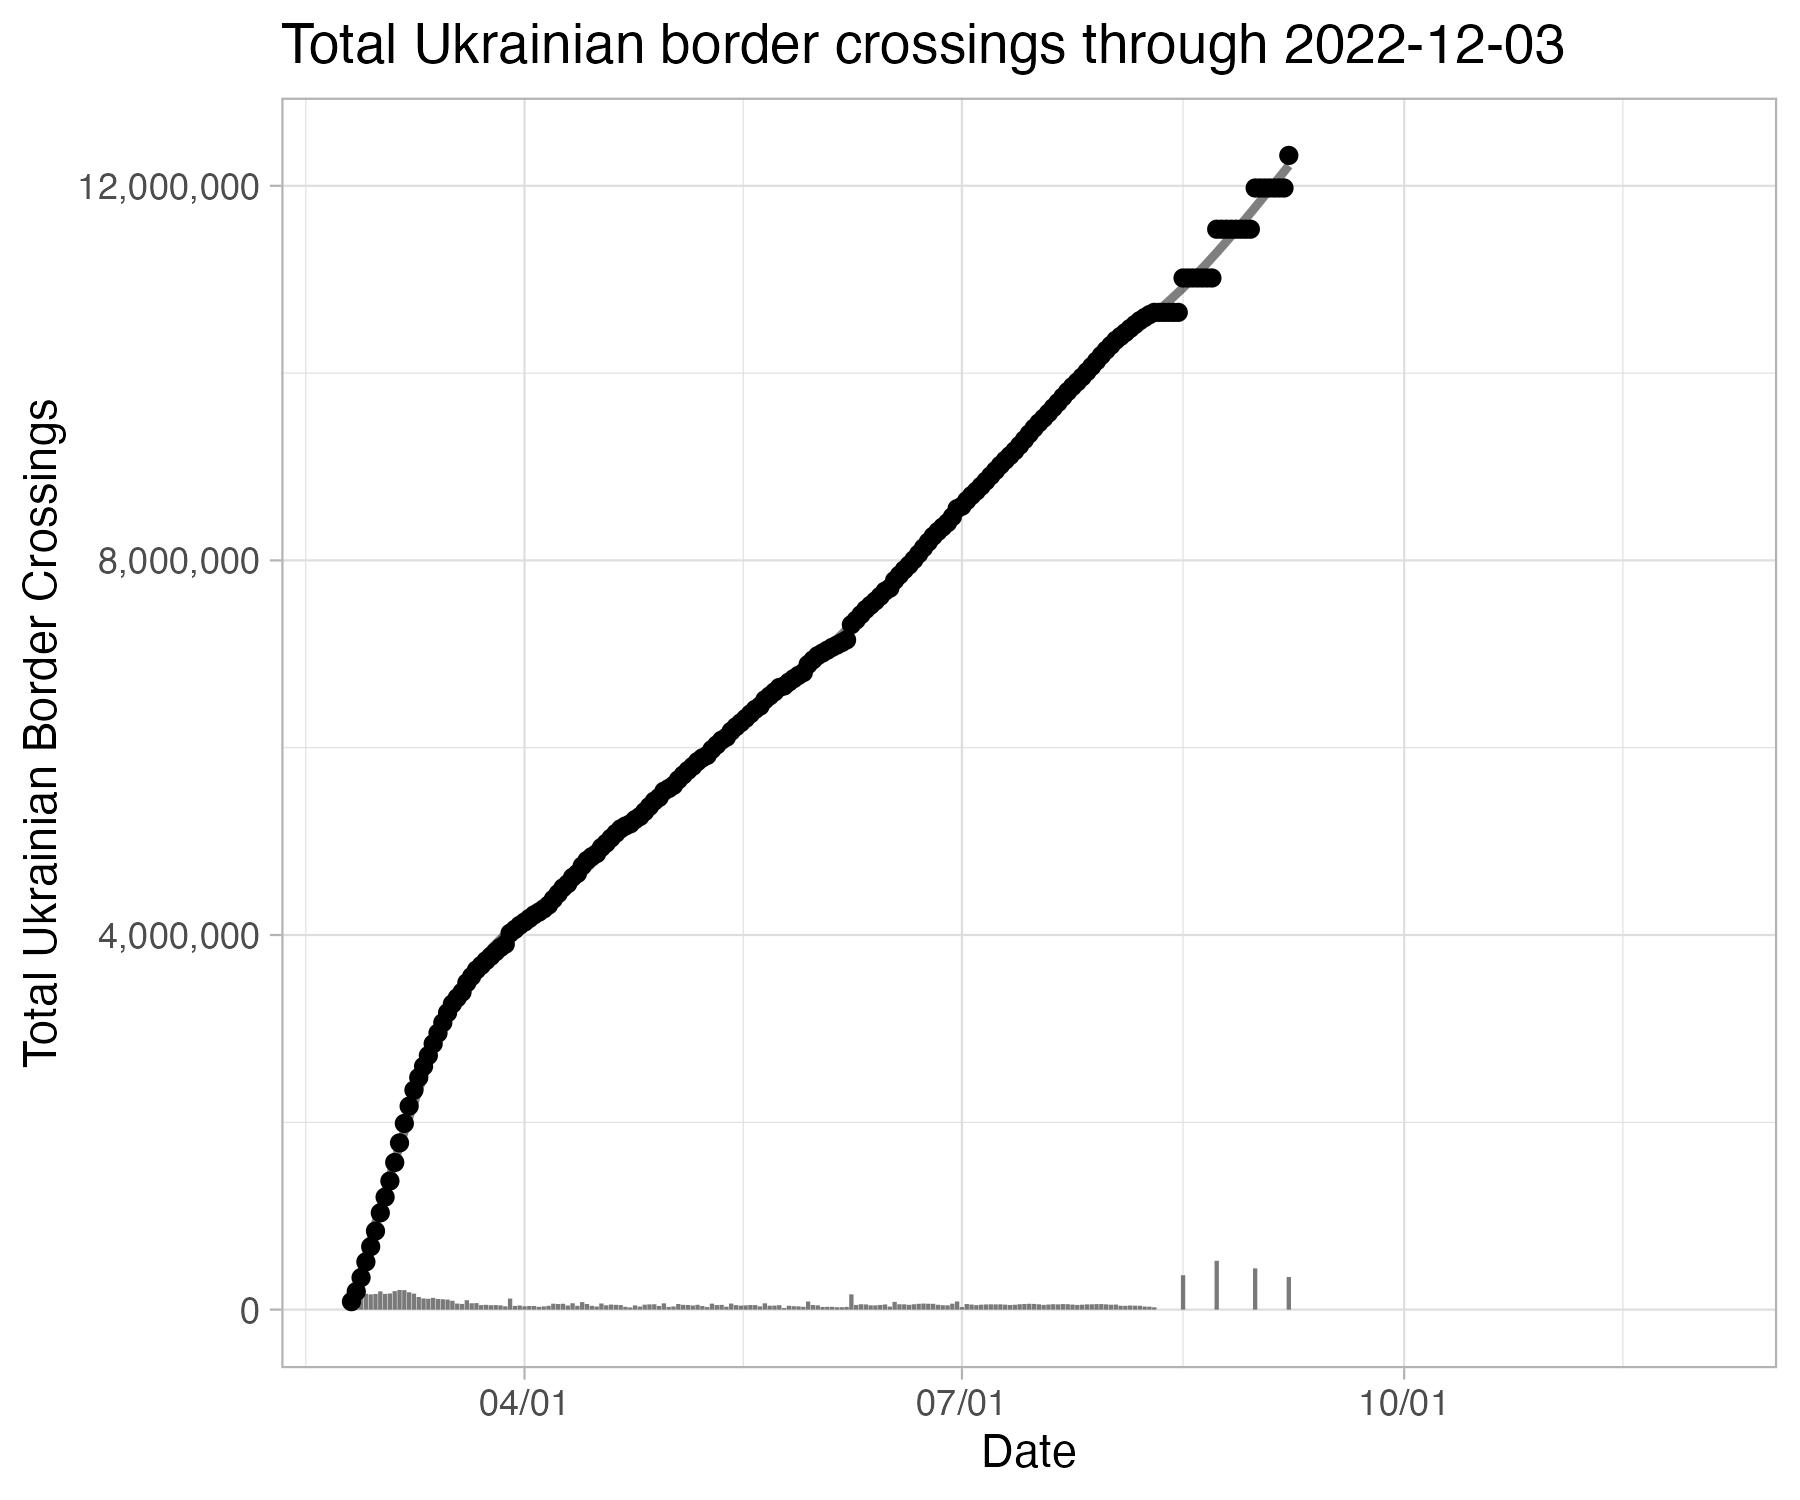 Total Ukrainian border crossings through 2022-12-03
Total Ukrainian Border Crossings
12,000,000
8,000,000
4,000,000
0
04/01
07/01
10/01
Date